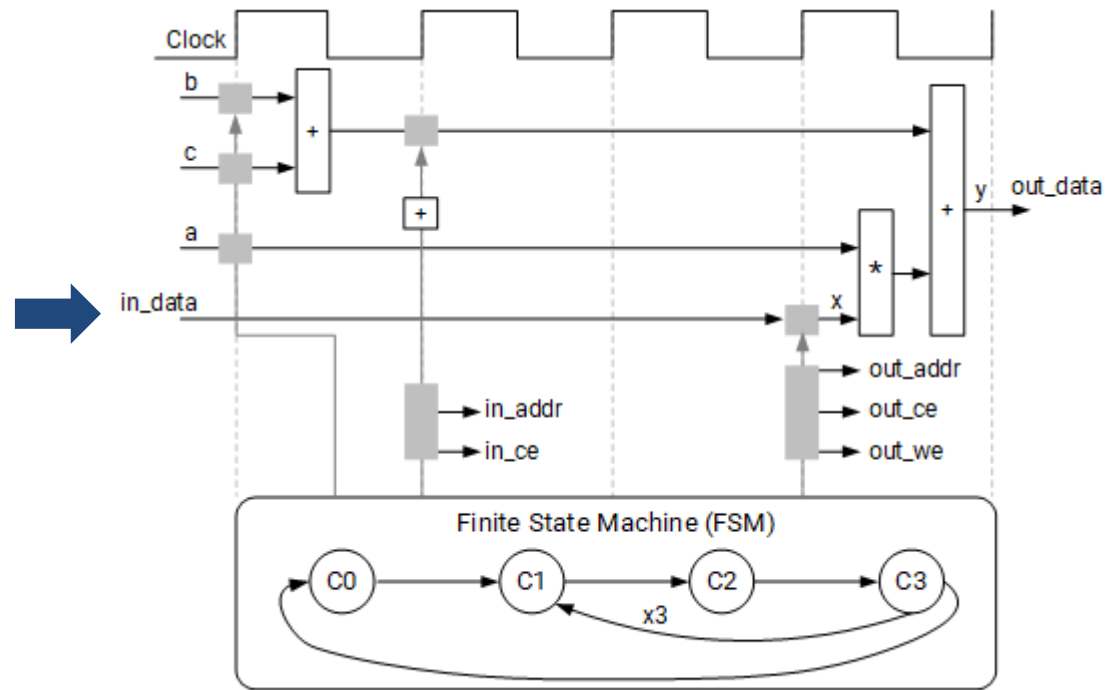 Clock
b
+
c
+
a
+
y
out_data
*
in_data
x
out_addr
in_addr
out_ce
in_ce
out_we
Finite State Machine (FSM)
C0
C1
C2
C3
x3